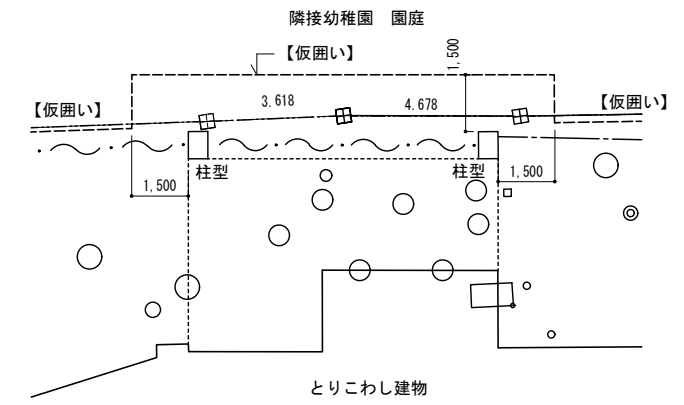 隣接幼稚園　園庭
1,500
【仮囲い】
3.618
4.678
【仮囲い】
【仮囲い】
柱型
柱型
1,500
1,500
とりこわし建物